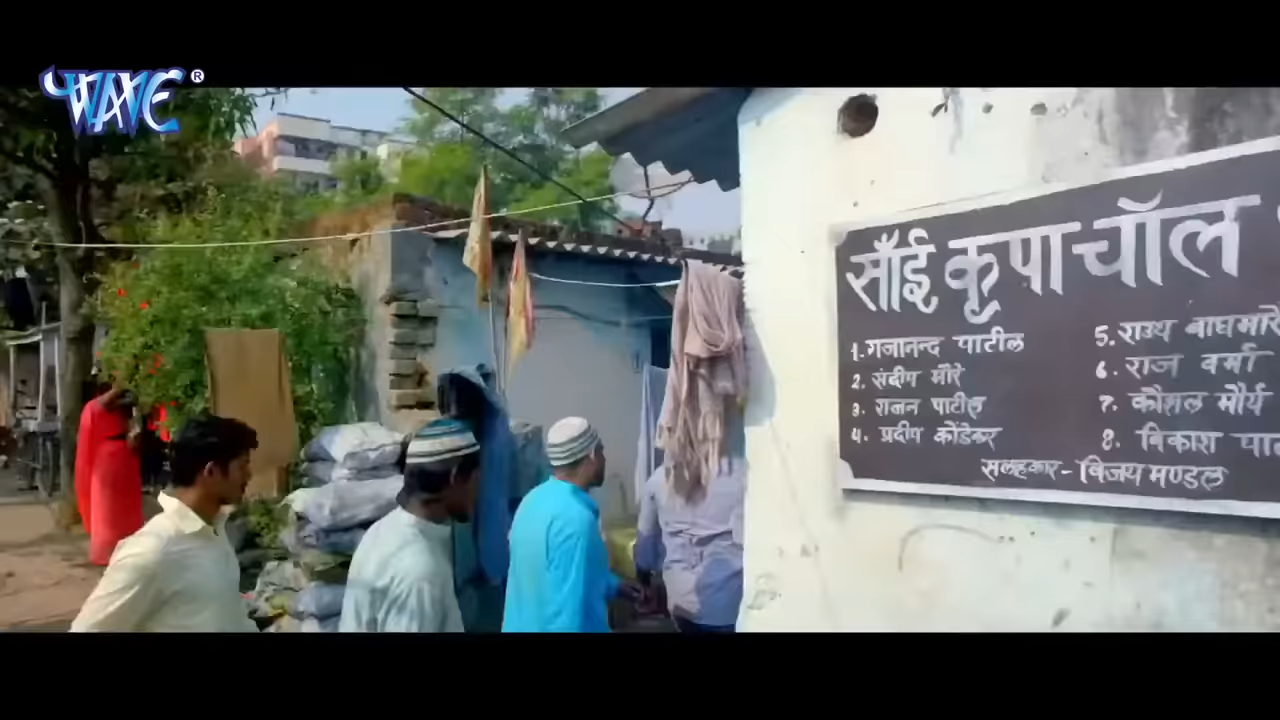 WAVE ®
साँई कृपा चॉल
1. गजानन्द पाटील
2. संदीप मौरे
3. राजन पाटील
4. प्रदीप कोंडेकर
5. राज्य बाघमारे
6. राज वर्मा
7. कौशल मौर्य
8. विकाश
सलहकार - विजय मण्डल